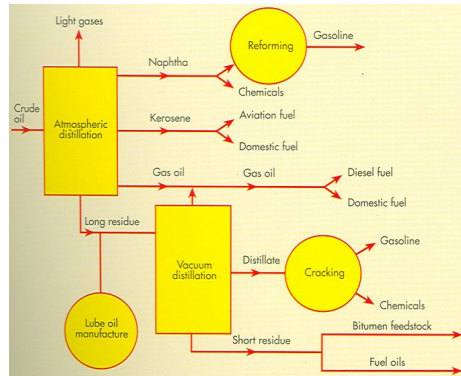 Light gases
Naphtha
Reforming
Gasoline
Chemicals
Crude
oil
Atmospheric
distillation
Kerosene
Aviation fuel
Domestic fuel
Gas oil
Gas oil
Diesel fuel
Domestic fuel
Long residue
Vacuum
distillation
Distillate
Cracking
Gasoline
Chemicals
Lube oil
manufacture
Short residue
Bitumen feedstock
Fuel oils